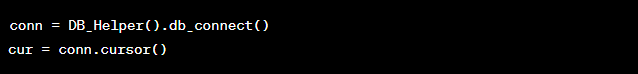 conn = DB_Helper().db_connect()
cur = conn.cursor()